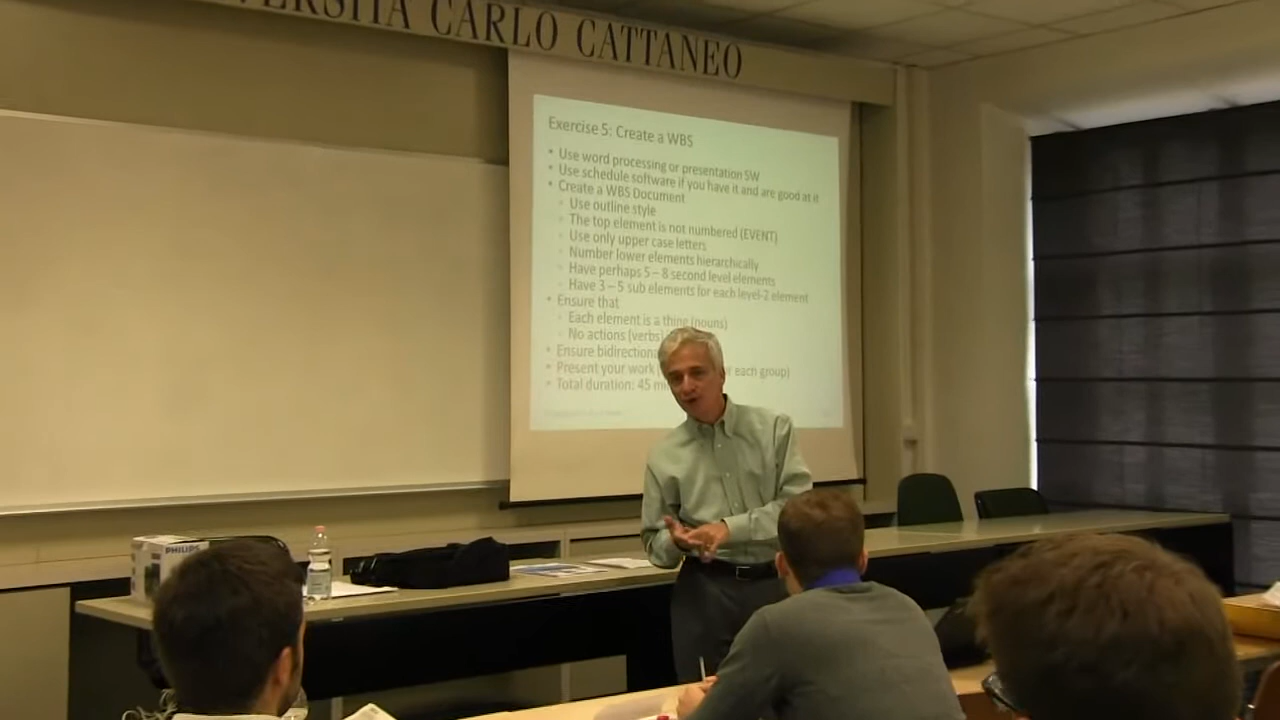 VERSITÀ CARLO CATTANEO
Exercise 5: Create a WBS
• Use word processing or presentation SW
• Use schedule software if you have it and are good at it
• Create a WBS Document
◦ Use outline style
◦ The top element is not numbered (EVENT)
◦ Use only upper case letters
◦ Number lower elements hierarchically
◦ Have perhaps 5 – 8 second level elements
◦ Have 3 – 5 sub elements for each level-2 element
• Ensure that
◦ Each element is a thing (nouns)
◦ No actions (verbs)
• Ensure
• Present your work ( each group)
• Total duration: 45
PHILIPS